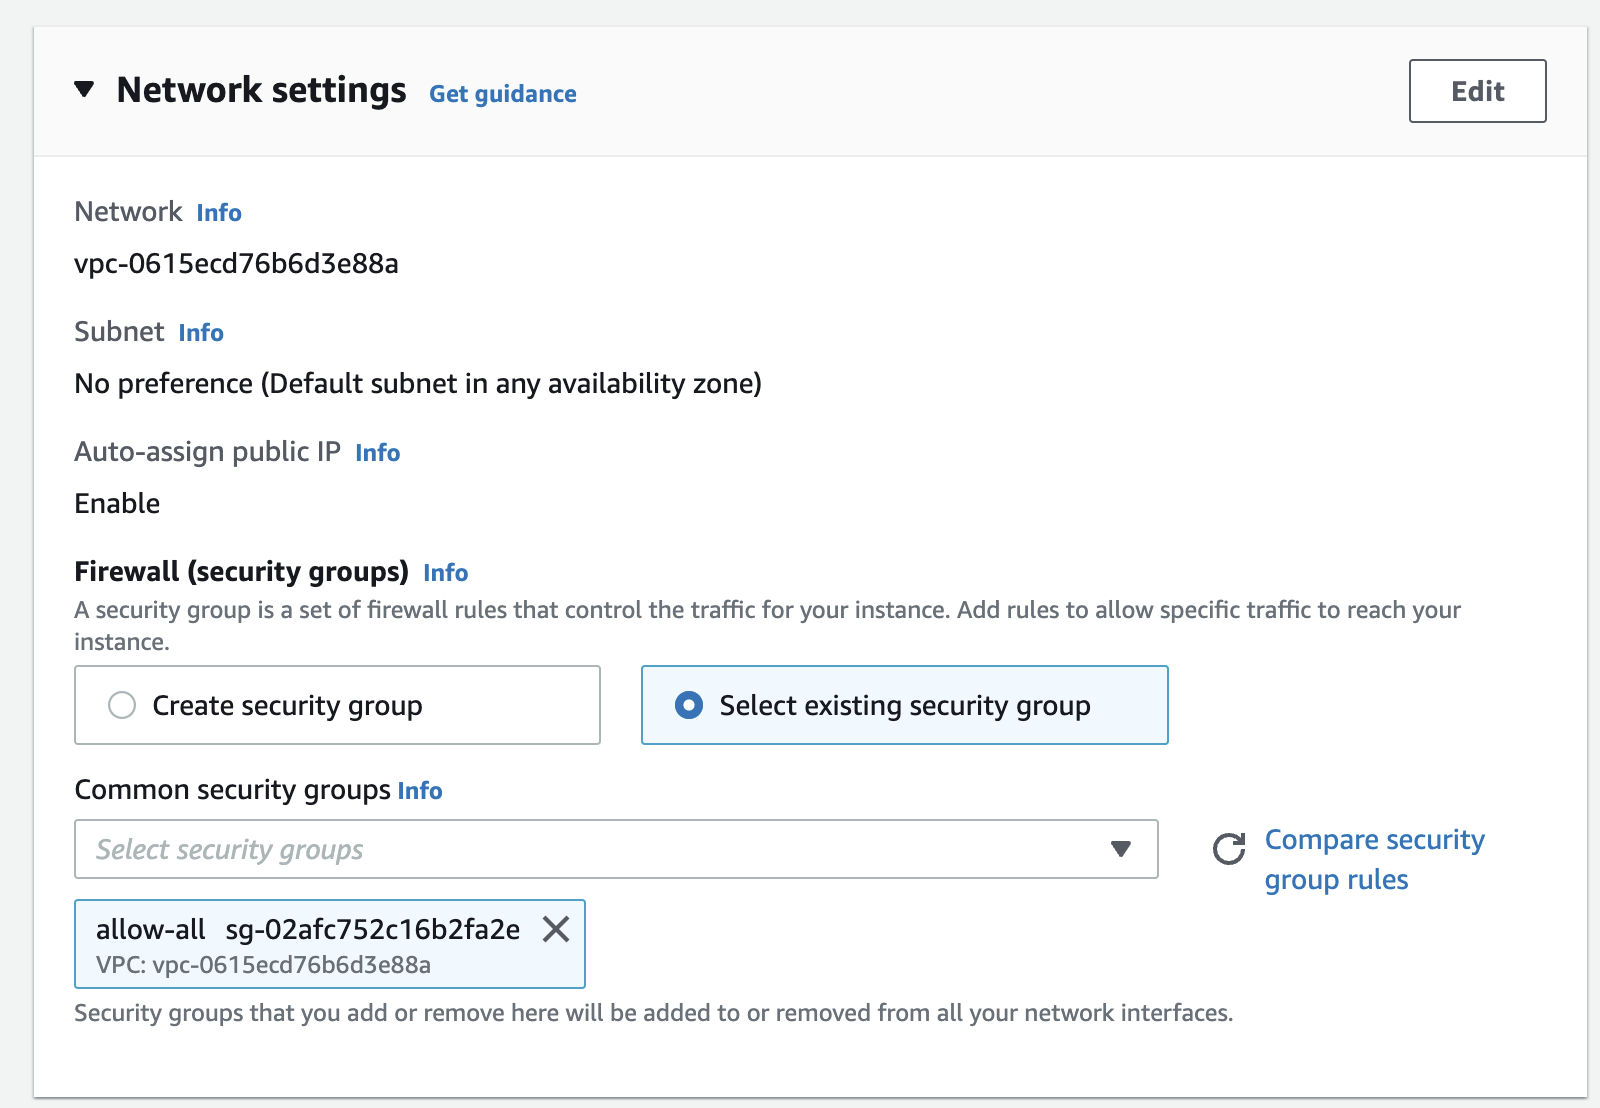 Network settings Get guidance
Edit
Network Info
vpc-0615ecd76b6d3e88a
Subnet Info
No preference (Default subnet in any availability zone)
Auto-assign public IP Info
Enable
Firewall (security groups) Info
A security group is a set of firewall rules that control the traffic for your instance. Add rules to allow specific traffic to reach your
instance.
Create security group
Select existing security group
Common security groups Info
Select security groups
Compare security
group rules
allow-all sg-02afc752c16b2fa2e
VPC: vpc-0615ecd76b6d3e88a
Security groups that you add or remove here will be added to or removed from all your network interfaces.